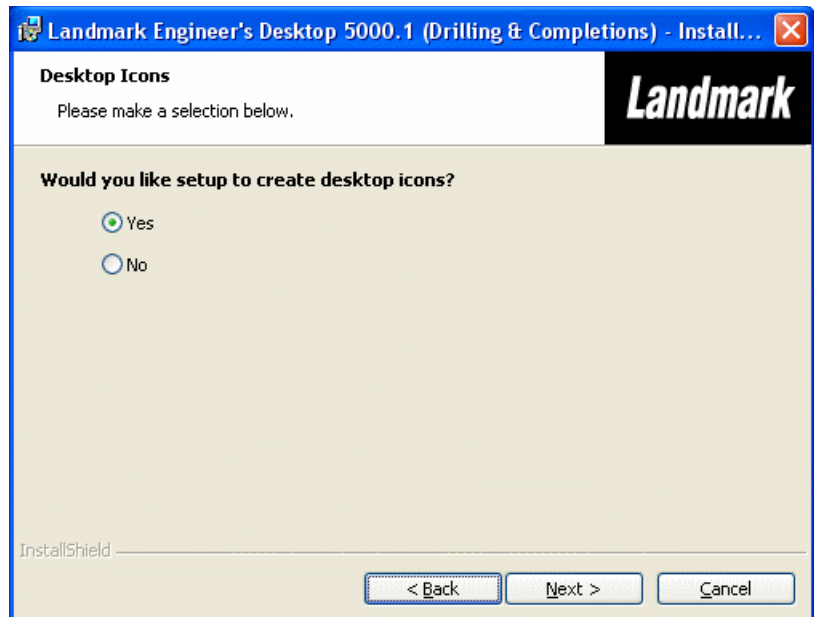 Landmark Engineer's Desktop 5000.1 (Drilling & Completions) - Install...
Desktop Icons
Please make a selection below.
Landmark
Would you like setup to create desktop icons?
Yes
No
InstallShield
< Back
Next >
Cancel